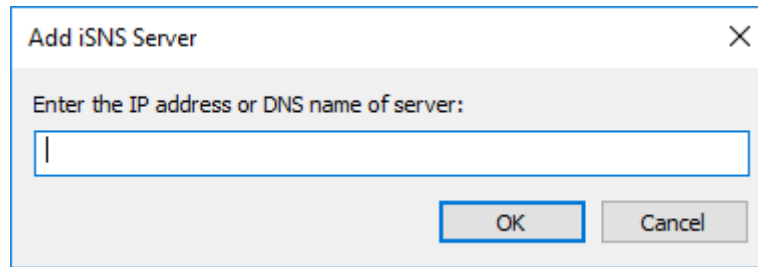 Add iSNS Server
Enter the IP address or DNS name of server:
OK Cancel